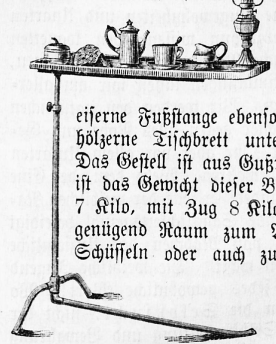 eiserne Fußstange ebenso
hölzerne Tischbrett unte
Das Gestell ist aus Guß
ist das Gewicht dieser B
7 Kilo, mit Zug 8 Kilo
genügend Raum zum
Schüsseln oder auch zu